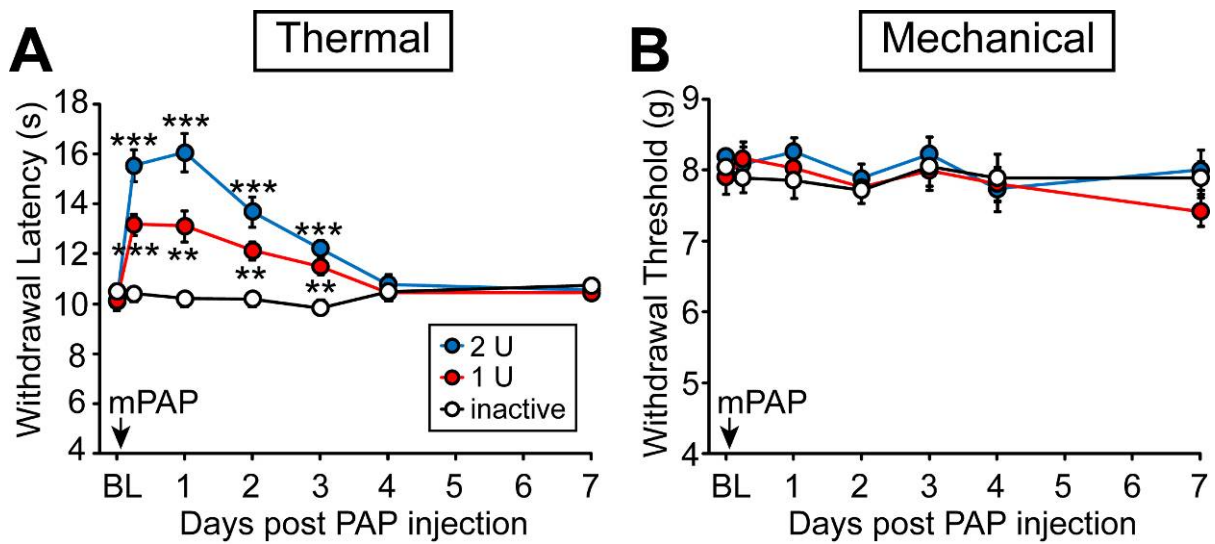 A
Thermal
Withdrawal Latency (s)
18
16
14
12
10
8
6
4
***
***
***
***
***
**
**
**
mPAP
2 U
1 U
inactive
BL 1 2 3 4 5 6 7
Days post PAP injection
B
Mechanical
Withdrawal Threshold (g)
9
8
7
6
5
4
mPAP
BL 1 2 3 4 5 6 7
Days post PAP injection